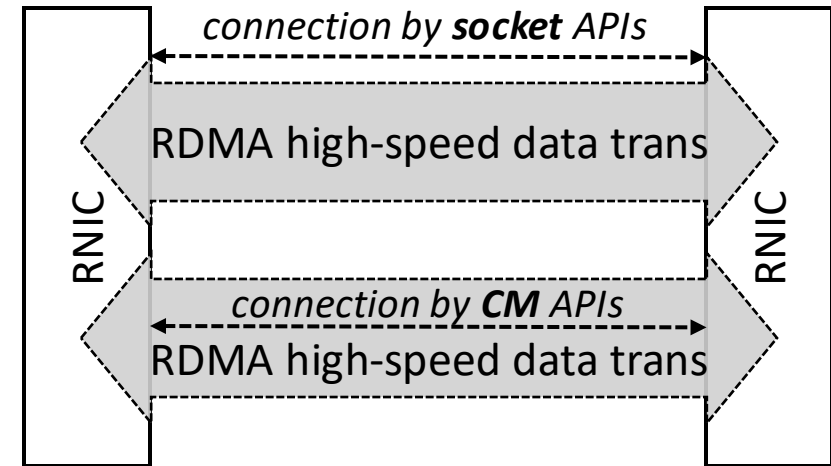 connection by socket APIs
RDMA high-speed data trans
RNIC
RNIC
connection by CM APIs
RDMA high-speed data trans